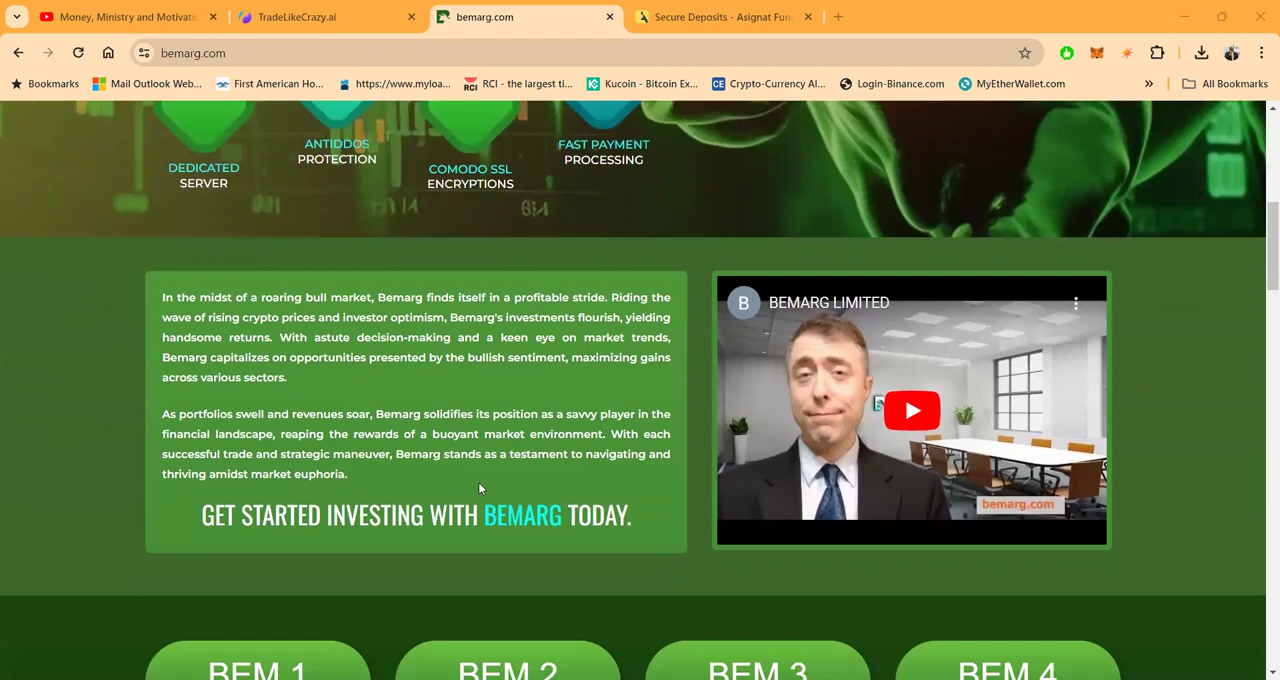 Money, Ministry and Motivati
TradeLikeCrazy.ai
bemarg.com
Secure Deposits - Asignat Fun
bemarg.com
Bookmarks
Mail Outlook Web...
First American Ho...
https://www.myloa...
RCI
RCI - the largest ti...
Kucoin - Bitcoin Ex...
CE
Crypto-Currency Al...
Login-Binance.com
MyEtherWallet.com
All Bookmarks
DEDICATED
SERVER
ANTIDDOS
PROTECTION
COMODO SSL
ENCRYPTIONS
FAST PAYMENT
PROCESSING
In the midst of a roaring bull market, Bemarg finds itself in a profitable stride. Riding the
wave of rising crypto prices and investor optimism, Bemarg's investments flourish, yielding
handsome returns. With astute decision-making and a keen eye on market trends,
Bemarg capitalizes on opportunities presented by the bullish sentiment, maximizing gains
across various sectors.
As portfolios swell and revenues soar, Bemarg solidifies its position as a savvy player in the
financial landscape, reaping the rewards of a buoyant market environment. With each
successful trade and strategic maneuver, Bemarg stands as a testament to navigating and
thriving amidst market euphoria.
GET STARTED INVESTING WITH BEMARG TODAY.
B
BEMARG LIMITED
bemarg.com
BEM 1
BEM 2
BEM 3
BEM 4